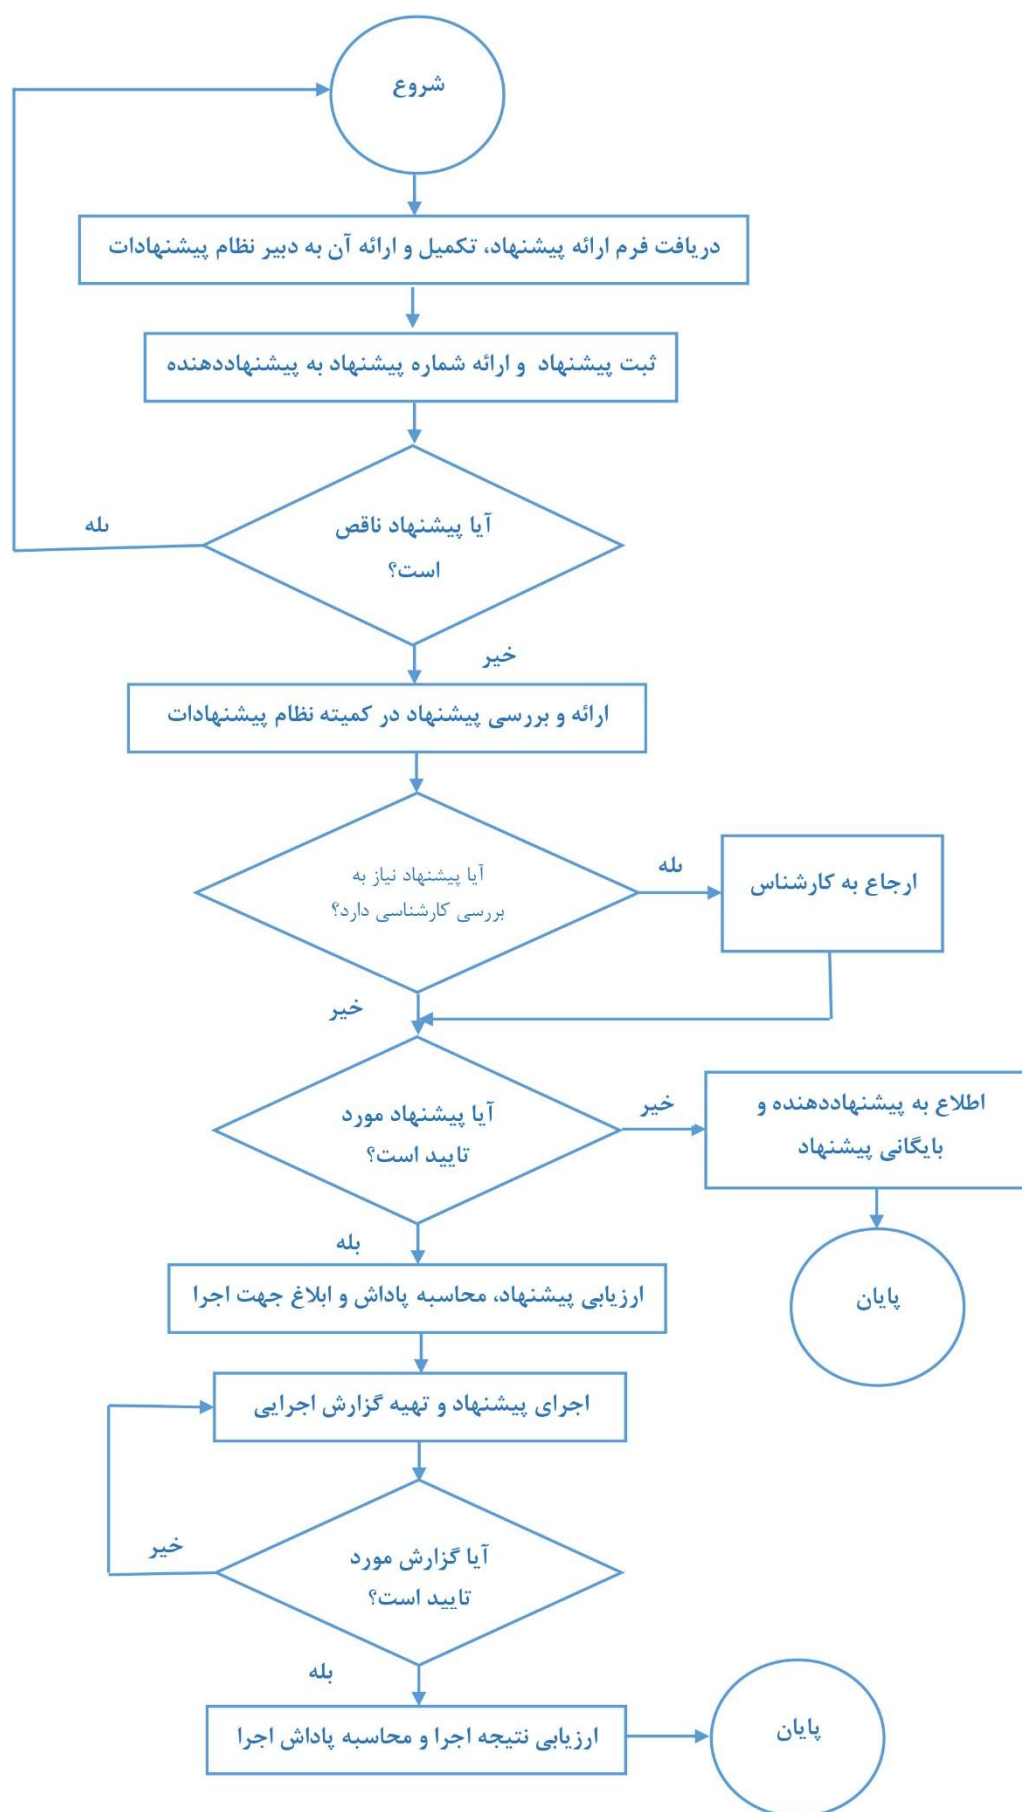 شروع
دریافت فرم ارائه پیشنهاد، تکمیل و ارائه آن به دبیر نظام پیشنهادات
ثبت پیشنهاد و ارائه شماره پیشنهاد به پیشنهاددهنده
آیا پیشنهاد ناقص
است؟
بله
خیر
ارائه و بررسی پیشنهاد در کمیته نظام پیشنهادات
آیا پیشنهاد نیاز به
بررسی کارشناسی دارد؟
بله
ارجاع به کارشناس
خیر
آیا پیشنهاد مورد
تایید است؟
خیر
اطلاع به پیشنهاددهنده و
بایگانی پیشنهاد
پایان
بله
ارزیابی پیشنهاد، محاسبه پاداش و ابلاغ جهت اجرا
اجرای پیشنهاد و تهیه گزارش اجرایی
آیا گزارش مورد
تایید است؟
خیر
بله
ارزیابی نتیجه اجرا و محاسبه پاداش اجرا
پایان